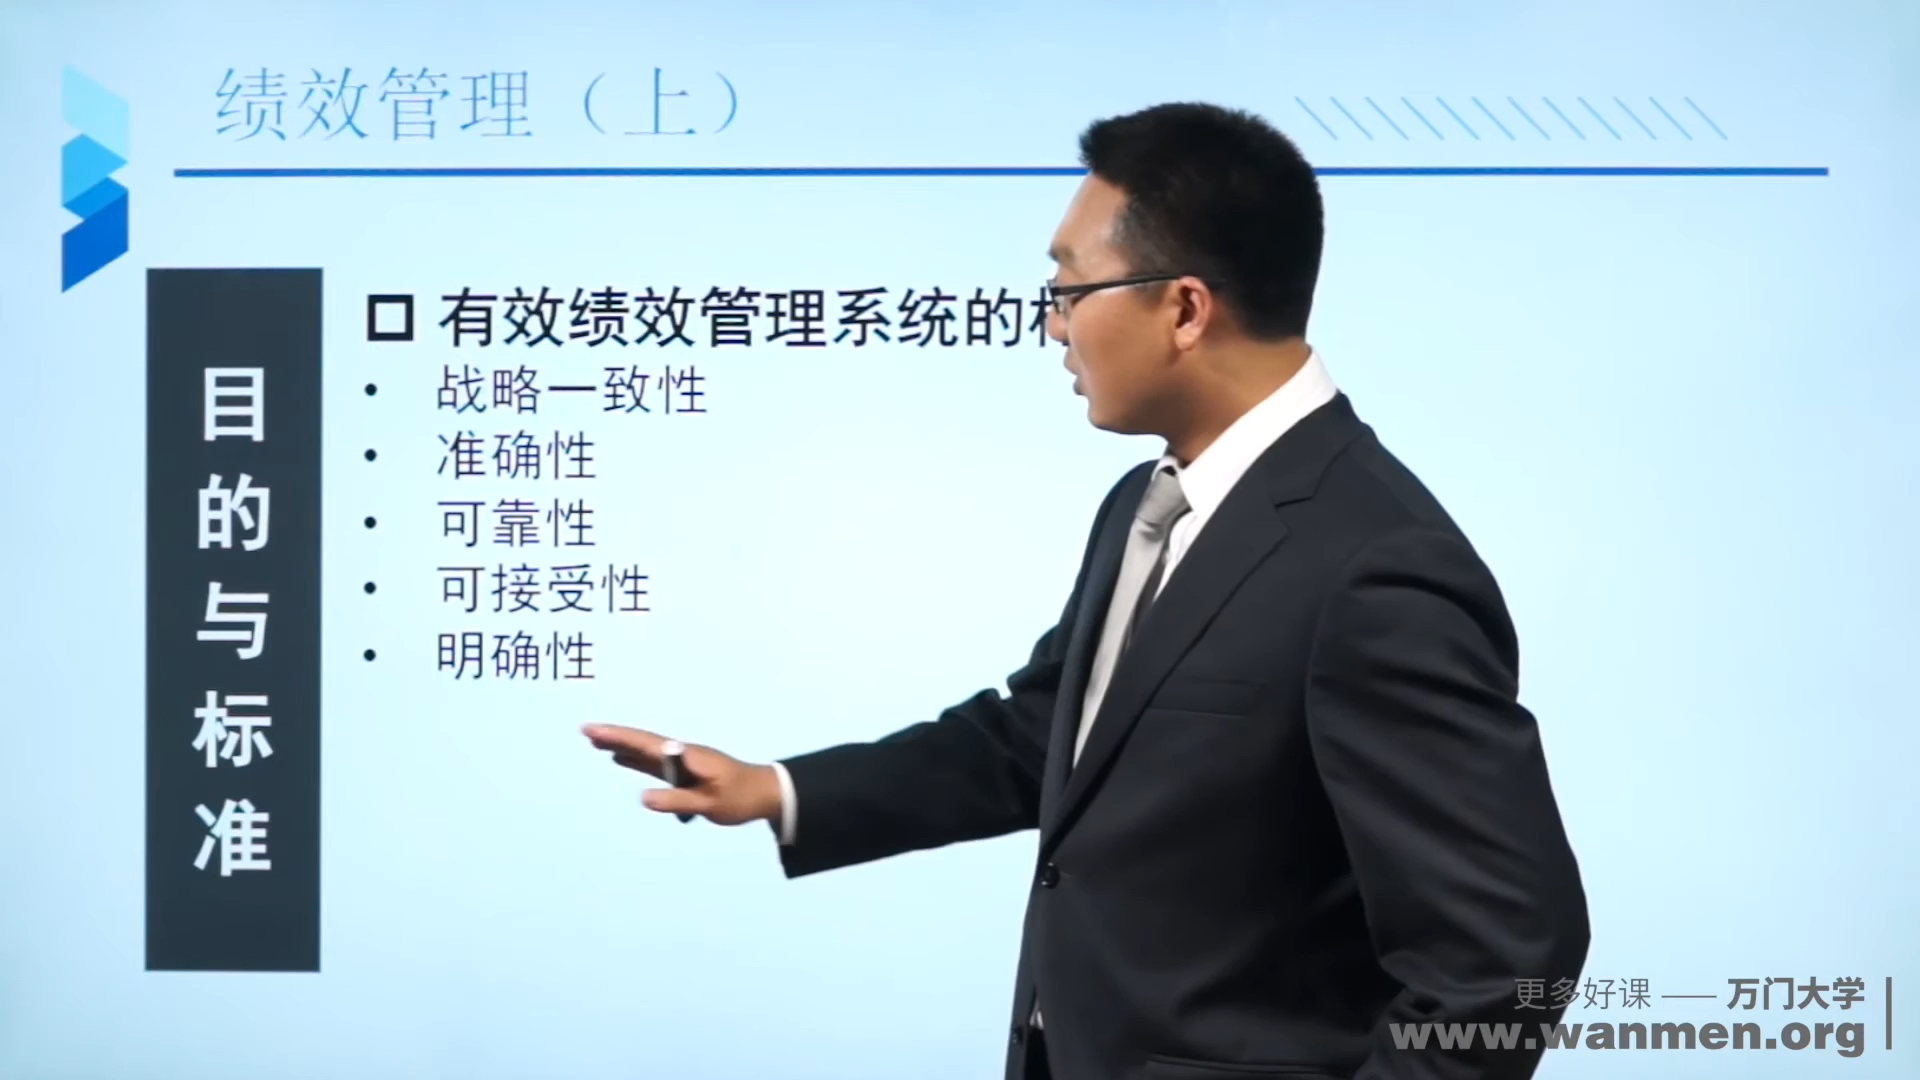 绩效管理（上）
目的与标准
有效绩效管理系统的
战略一致性
准确性
可靠性
可接受性
明确性
更多好课 —— 万门大学
www.wanmen.org